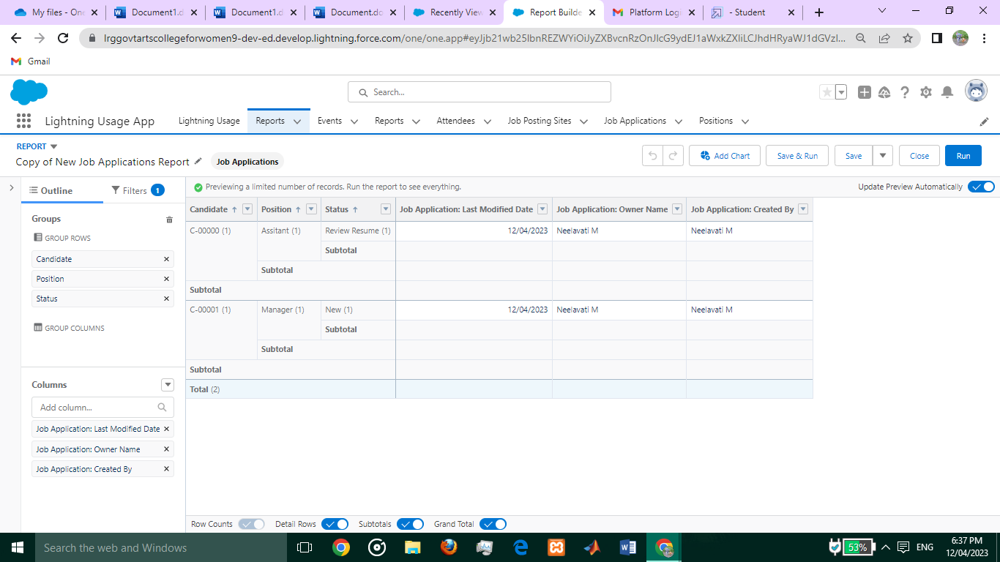 My files - One
Document1.d
Document1.d
Document.do
Recently View
Report Builde
Platform Logi
- Student
lrggovtartscollegeforwomen9-dev-ed.develop.lightning.force.com/one/one.app#eyJjb21wb25lbnREZWYiOiJyZXBvcnRzOnJlcG9ydEJ1aWxkZXIiLCJhdHRyaWJ1dGVzI...
Gmail
Search...
Lightning Usage App
Lightning Usage
Reports
Events
Reports
Attendees
Job Posting Sites
Job Applications
Positions
REPORT
Copy of New Job Applications Report
Job Applications
Add Chart
Save & Run
Save
Close
Run
Outline
Filters 1
Previewing a limited number of records. Run the report to see everything.
Update Preview Automatically
Groups
GROUP ROWS
Candidate
Position
Status
GROUP COLUMNS
Columns
Add column...
Job Application: Last Modified Date
Job Application: Owner Name
Job Application: Created By
Candidate Position Status Job Application: Last Modified Date Job Application: Owner Name Job Application: Created By
C-00000 (1) Assitant (1) Review Resume (1) 12/04/2023 Neelavati M Neelavati M
Subtotal
Subtotal
Subtotal
C-00001 (1) Manager (1) New (1) 12/04/2023 Neelavati M Neelavati M
Subtotal
Subtotal
Subtotal
Total (2)
Row Counts
Detail Rows
Subtotals
Grand Total
Search the web and Windows
53%
ENG
6:37 PM
12/04/2023